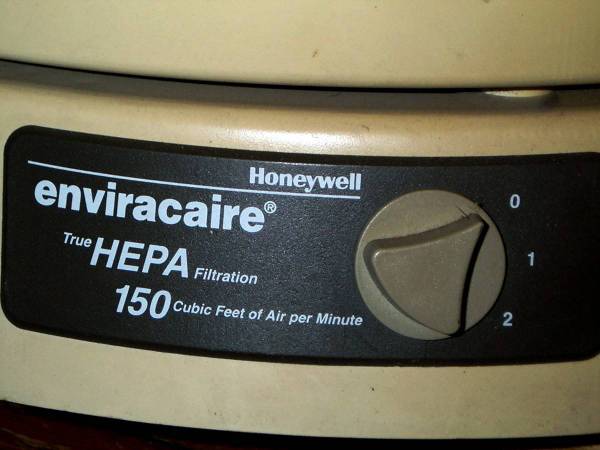 Honeywell
enviracaire®
True HEPA Filtration
150 Cubic Feet of Air per Minute
0
1
2